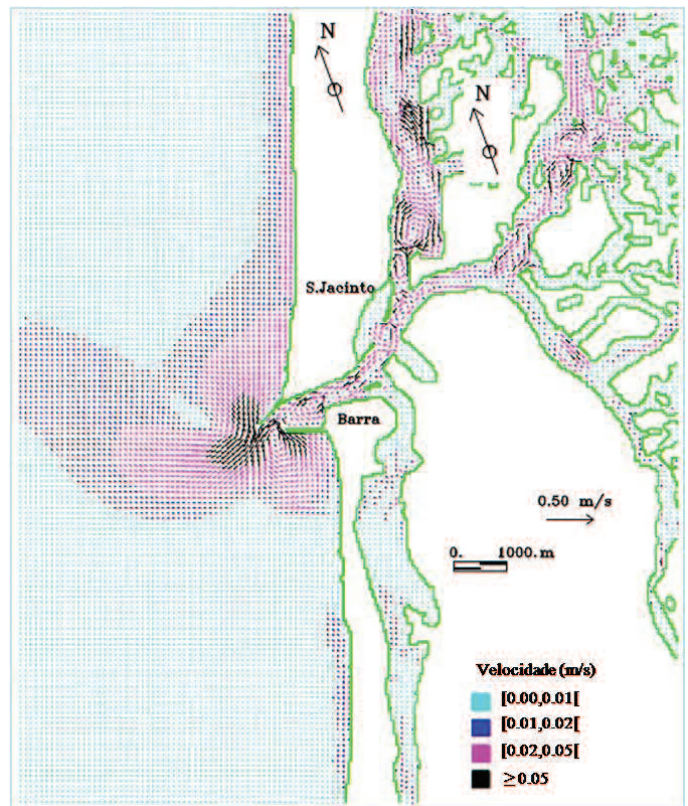 N
N
S.Jacinto
Barra
0.50 m/s
0. 1000.m
Velocidade (m/s)
[0.00,0.01[
[0.01,0.02[
[0.02,0.05[
≥0.05